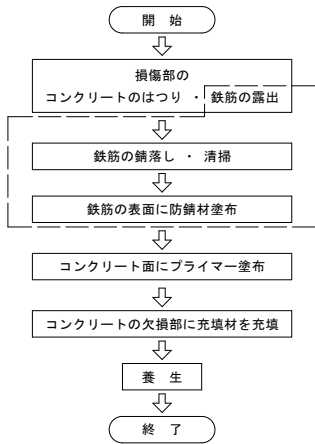 開 始
損傷部の
コンクリートのはつり ・ 鉄筋の露出
鉄筋の錆落し ・ 清掃
鉄筋の表面に防錆材塗布
コンクリート面にプライマー塗布
コンクリートの欠損部に充填材を充填
養 生
終 了